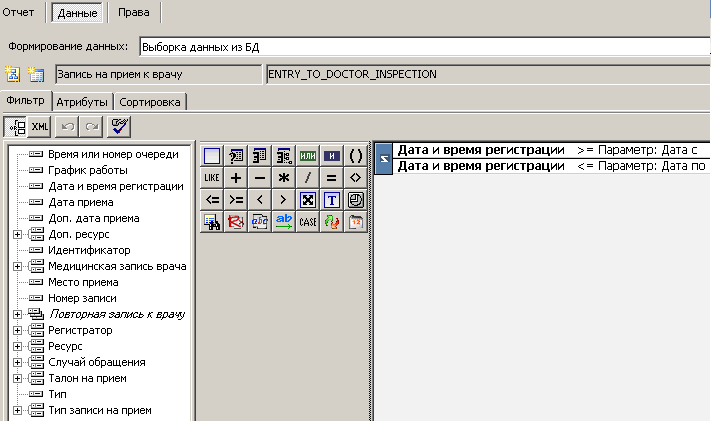 Отчет Данные Права
Формирование данных: Выборка данных из БД
Запись на прием к врачу ENTRY_TO_DOCTOR_INSPECTION
Фильтр Атрибуты Сортировка
XML
Время или номер очереди
График работы
Дата и время регистрации
Дата приема
Доп. дата приема
Доп. ресурс
Идентификатор
Медицинская запись врача
Место приема
Номер записи
Повторная запись к врачу
Регистратор
Ресурс
Случай обращения
Талон на прием
Тип
Тип записи на прием
ИЛИ И ()
LIKE + − * / = <>
<= >= < > T
abc ab CASE 12
И
Дата и время регистрации >= Параметр: Дата с
Дата и время регистрации <= Параметр: Дата по